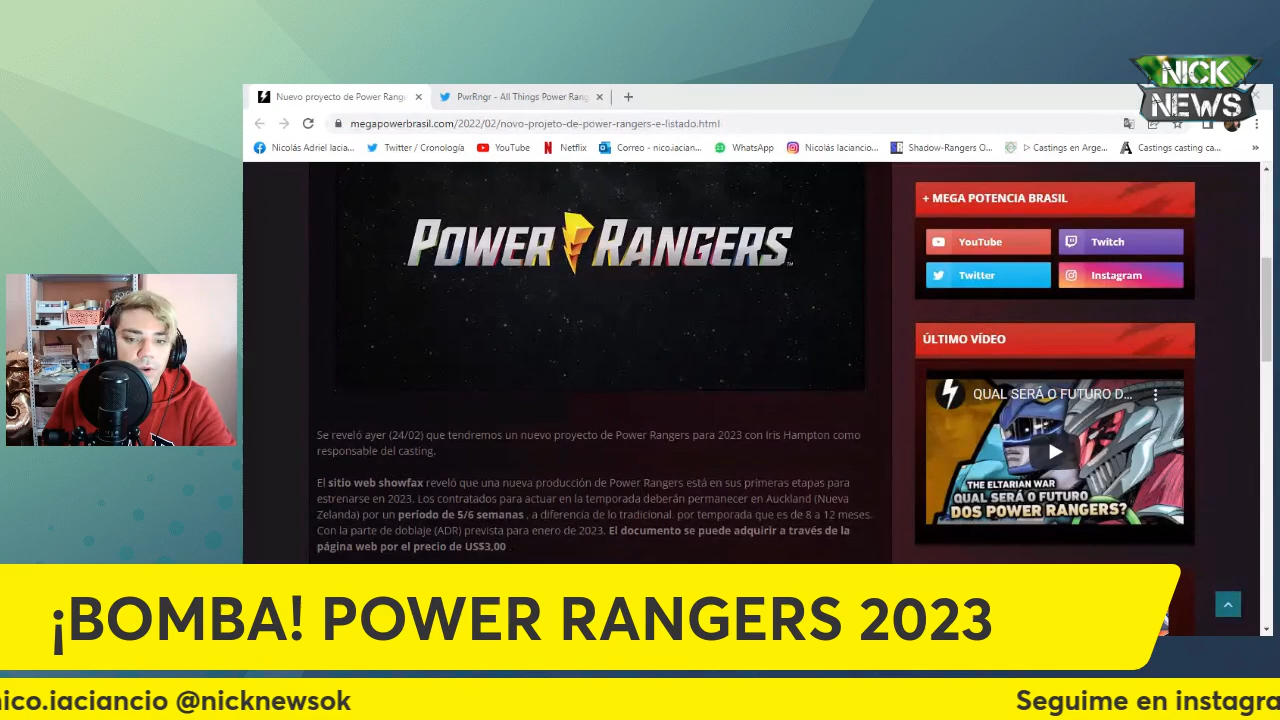 NICK
NEWS
Nuevo proyecto de Power Range
PwrRngr - All Things Power Rang
megapowerbrasil.com/2022/02/novo-projeto-de-power-rangers-e-listado.html
Nicolás Adriel Iacia...
Twitter / Cronología
YouTube
Netflix
Correo - nico.iacian...
WhatsApp
Nicolás Iaciancio...
Shadow-Rangers O...
Castings en Arge...
Castings casting ca...
POWER RANGERS
+ MEGA POTENCIA BRASIL
YouTube
Twitch
Twitter
Instagram
ÚLTIMO VÍDEO
QUAL SERÁ O FUTURO D...
THE ELTARIAN WAR
QUAL SERÁ O FUTURO
DOS POWER RANGERS?
Se reveló ayer (24/02) que tendremos un nuevo proyecto de Power Rangers para 2023 con Iris Hampton como
responsable del casting.
El sitio web showfax reveló que una nueva producción de Power Rangers está en sus primeras etapas para
estrenarse en 2023. Los contratados para actuar en la temporada deberán permanecer en Auckland (Nueva
Zelanda) por un período de 5/6 semanas , a diferencia de lo tradicional. por temporada que es de 8 a 12 meses.
Con la parte de doblaje (ADR) prevista para enero de 2023. El documento se puede adquirir a través de la
página web por el precio de US$3,00 .
¡BOMBA! POWER RANGERS 2023
nico.iaciancio @nicknewsok
Seguime en instagra